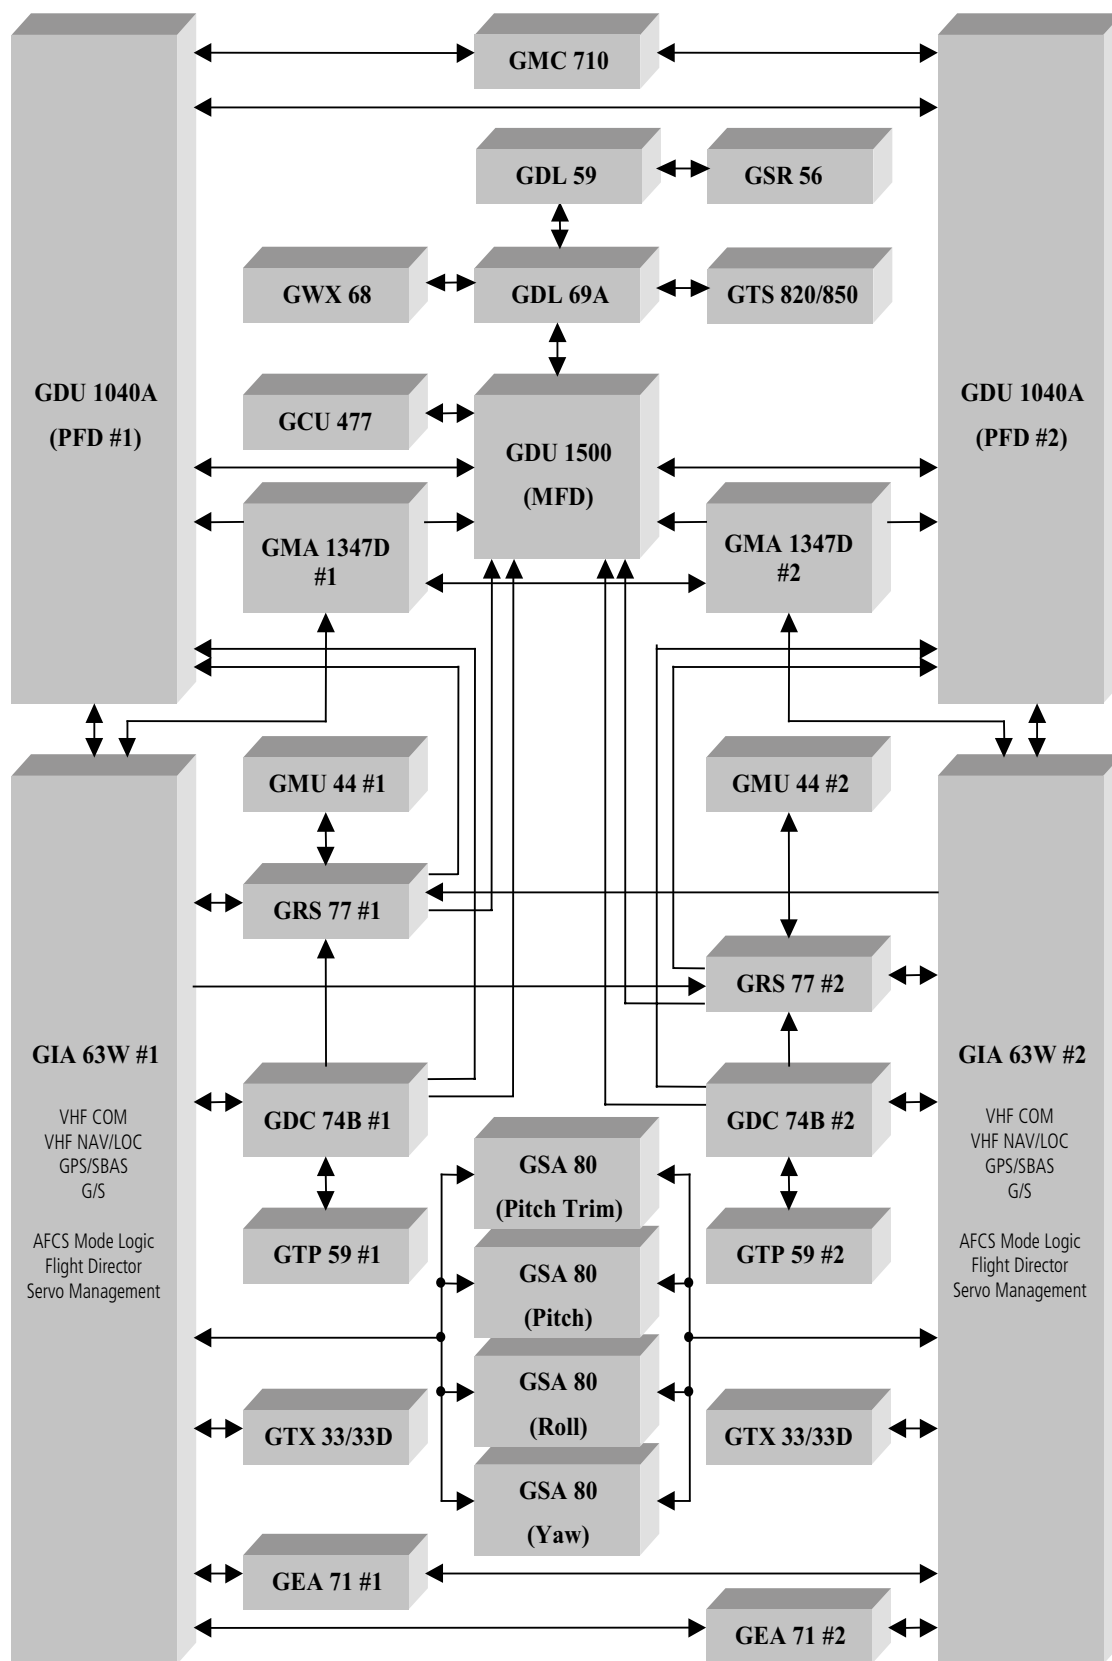 GMC 710
GDL 59
GSR 56
GWX 68
GDL 69A
GTS 820/850
GDU 1040A
(PFD #1)
GCU 477
GDU 1500
(MFD)
GDU 1040A
(PFD #2)
GMA 1347D
#1
GMA 1347D
#2
GMU 44 #1
GMU 44 #2
GRS 77 #1
GRS 77 #2
GIA 63W #1
VHF COM
VHF NAV/LOC
GPS/SBAS
G/S
AFCS Mode Logic
Flight Director
Servo Management
GDC 74B #1
GDC 74B #2
GIA 63W #2
VHF COM
VHF NAV/LOC
GPS/SBAS
G/S
AFCS Mode Logic
Flight Director
Servo Management
GSA 80
(Pitch Trim)
GTP 59 #1
GTP 59 #2
GSA 80
(Pitch)
GSA 80
(Roll)
GTX 33/33D
GTX 33/33D
GSA 80
(Yaw)
GEA 71 #1
GEA 71 #2